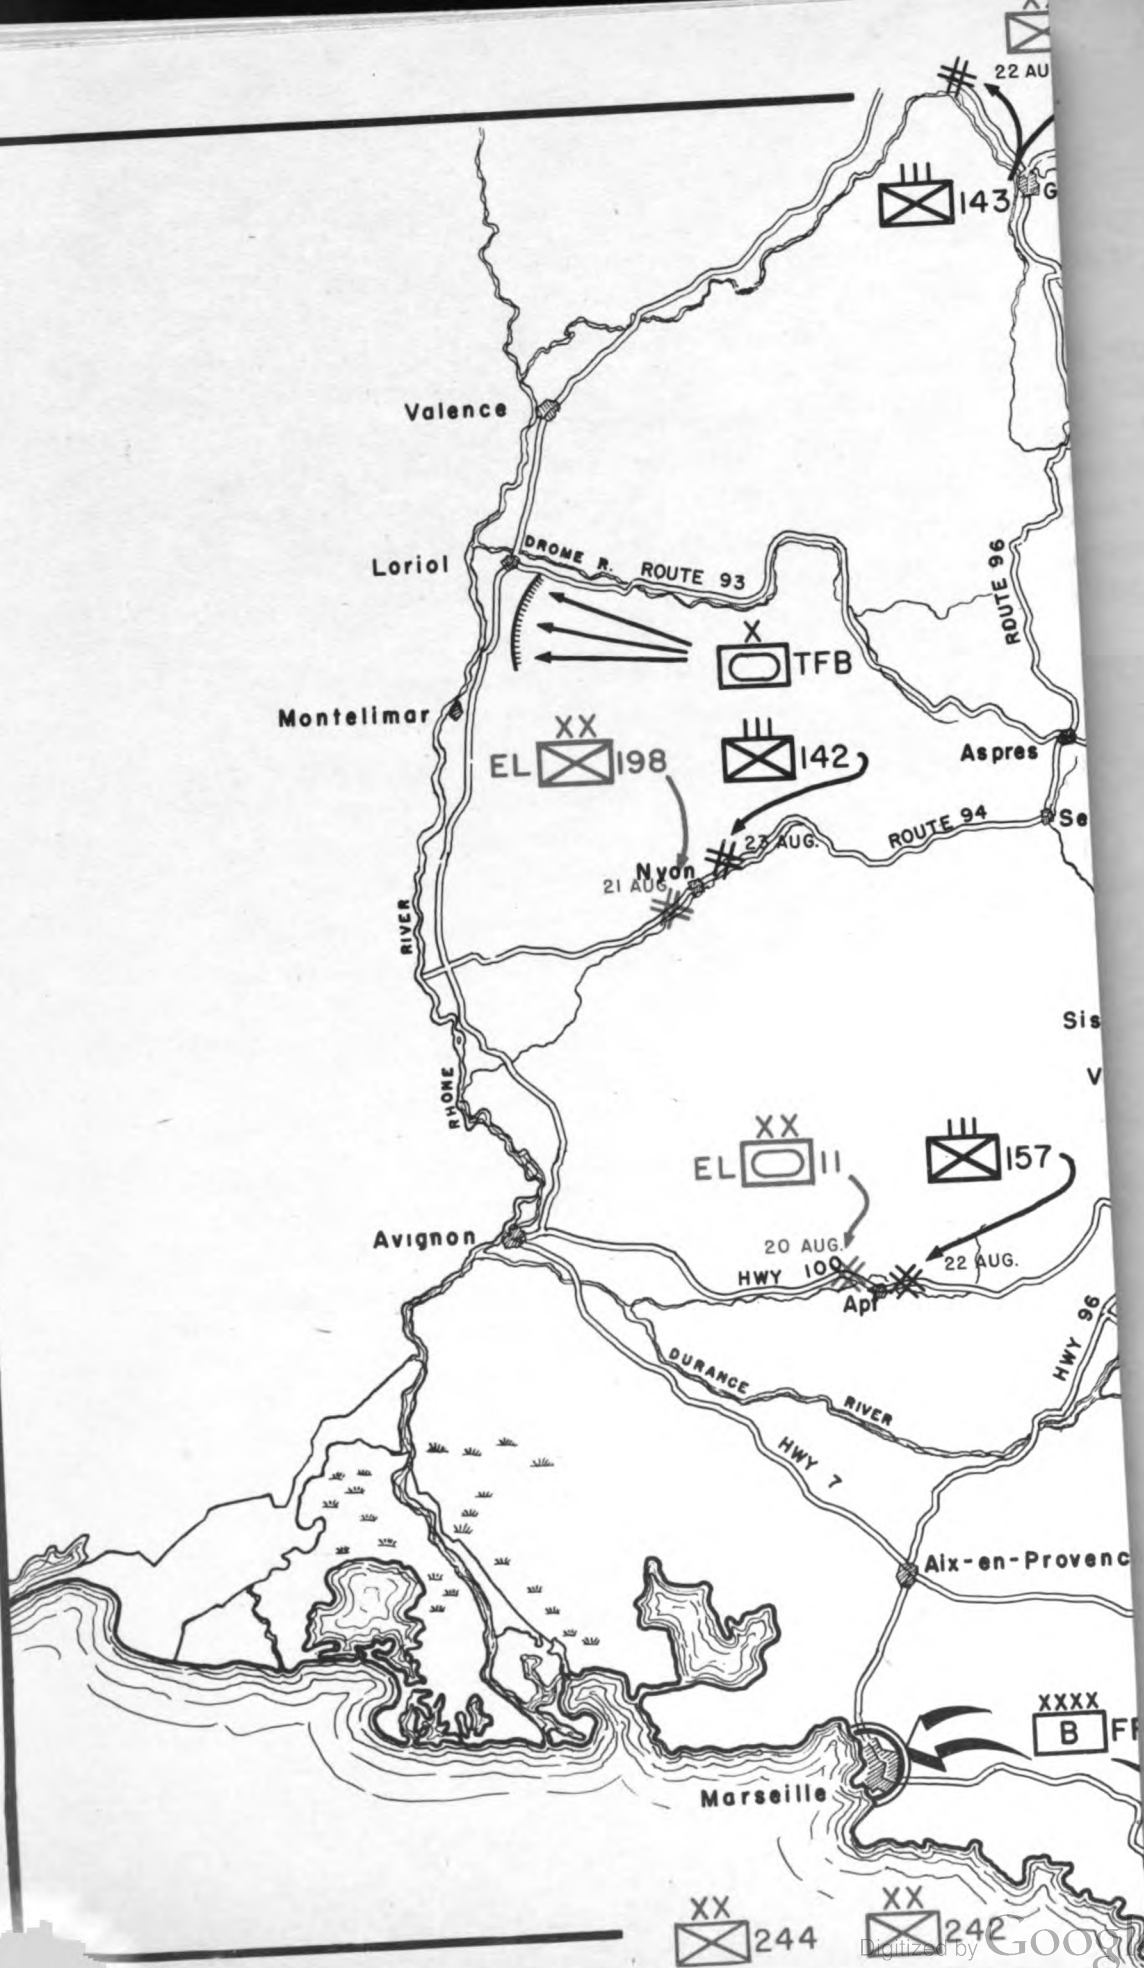 22 AU
143
G
Valence
Loriol
DROME R.
ROUTE 93
ROUTE 96
X
TFB
Montelimar
XX
EL 198
142
Aspres
Se
ROUTE 94
23 AUG.
Nyon
21 AUG.
RIVER
RHONE
Sis
V
XX
EL 11
157
Avignon
20 AUG.
22 AUG.
HWY 100
Apt
HWY 96
DURANCE
RIVER
HWY 7
Aix-en-Provenc
XXXX
B
Marseille
XX
244
XX
242
Digitized by Goog